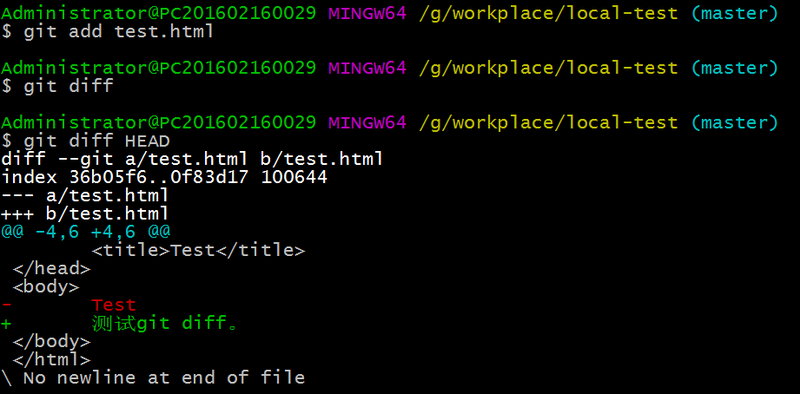 Administrator@PC201602160029 MINGW64 /g/workplace/local-test (master)
$ git add test.html
Administrator@PC201602160029 MINGW64 /g/workplace/local-test (master)
$ git diff
Administrator@PC201602160029 MINGW64 /g/workplace/local-test (master)
$ git diff HEAD
diff --git a/test.html b/test.html
index 36b05f6..0f83d17 100644
--- a/test.html
+++ b/test.html
@@ -4,6 +4,6 @@
        <title>Test</title>
 </head>
 <body>
-       Test
+       测试git diff。
 </body>
 </html>
\ No newline at end of file